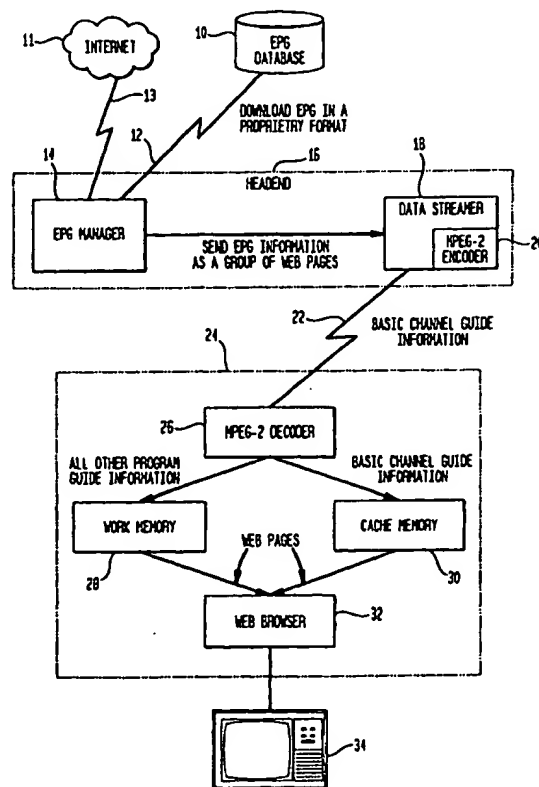 11
INTERNET
10
EPG
DATABASE
13
12
DOWNLOAD EPG IN A
PROPRIETRY FORMAT
14
16
HEADEND
18
EPG MANAGER
SEND EPG INFORMATION
AS A GROUP OF WEB PAGES
DATA STREAMER
MPEG-2
ENCODER
20
22
BASIC CHANNEL GUIDE
INFORMATION
24
26
MPEG-2 DECODER
ALL OTHER PROGRAM
GUIDE INFORMATION
BASIC CHANNEL GUIDE
INFORMATION
WORK MEMORY
28
WEB PAGES
CACHE MEMORY
30
WEB BROWSER
32
34